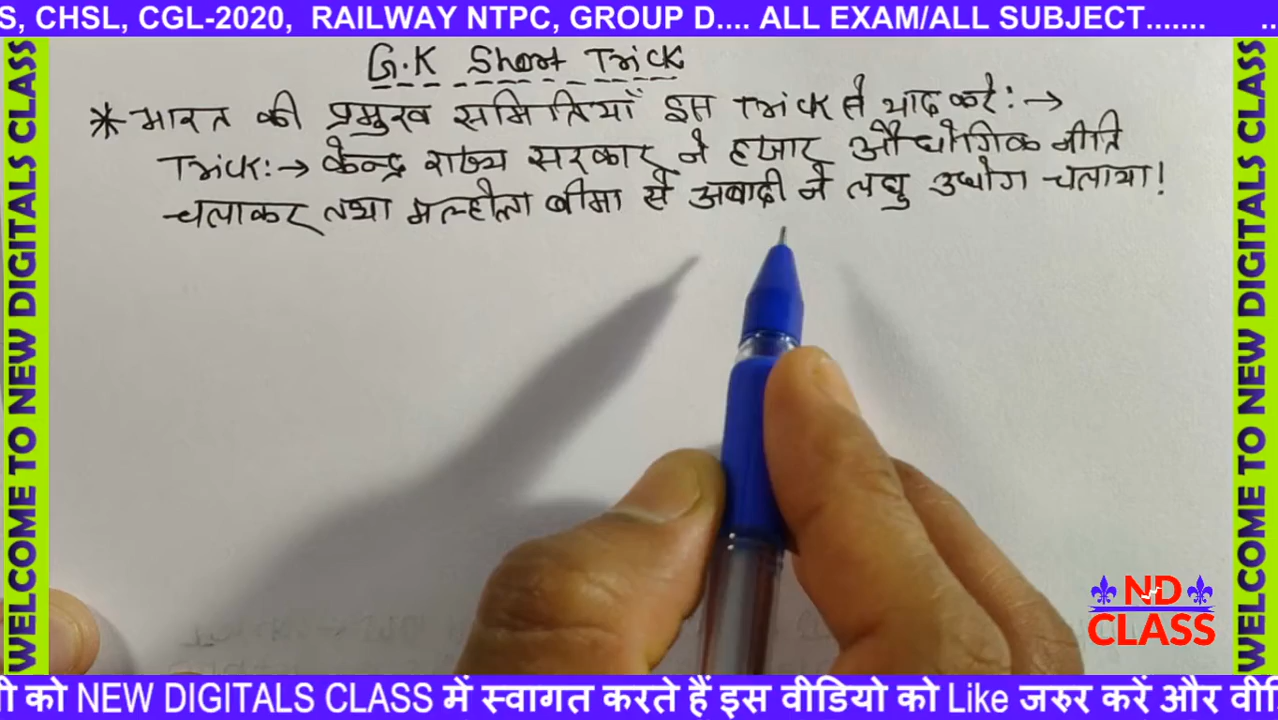 S, CHSL, CGL-2020, RAILWAY NTPC, GROUP D.... ALL EXAM/ALL SUBJECT....... ..
G.K Short Trick
* भारत की प्रमुख समितियाँ इस Trick से याद करे :→
Trick:→ केन्द्र राज्य सरकार ने हजार औधोगिक नीति
चलाकर तथा मल्होत्रा बीमा से अबादी ने लघु उधोग चलाया!
WELCOME TO NEW DIGITALS CLASS
WELCOME TO NEW DIGITALS CLASS
ND
CLASS
ी को NEW DIGITALS CLASS में स्वागत करते हैं इस वीडियो को Like जरुर करें और वीि